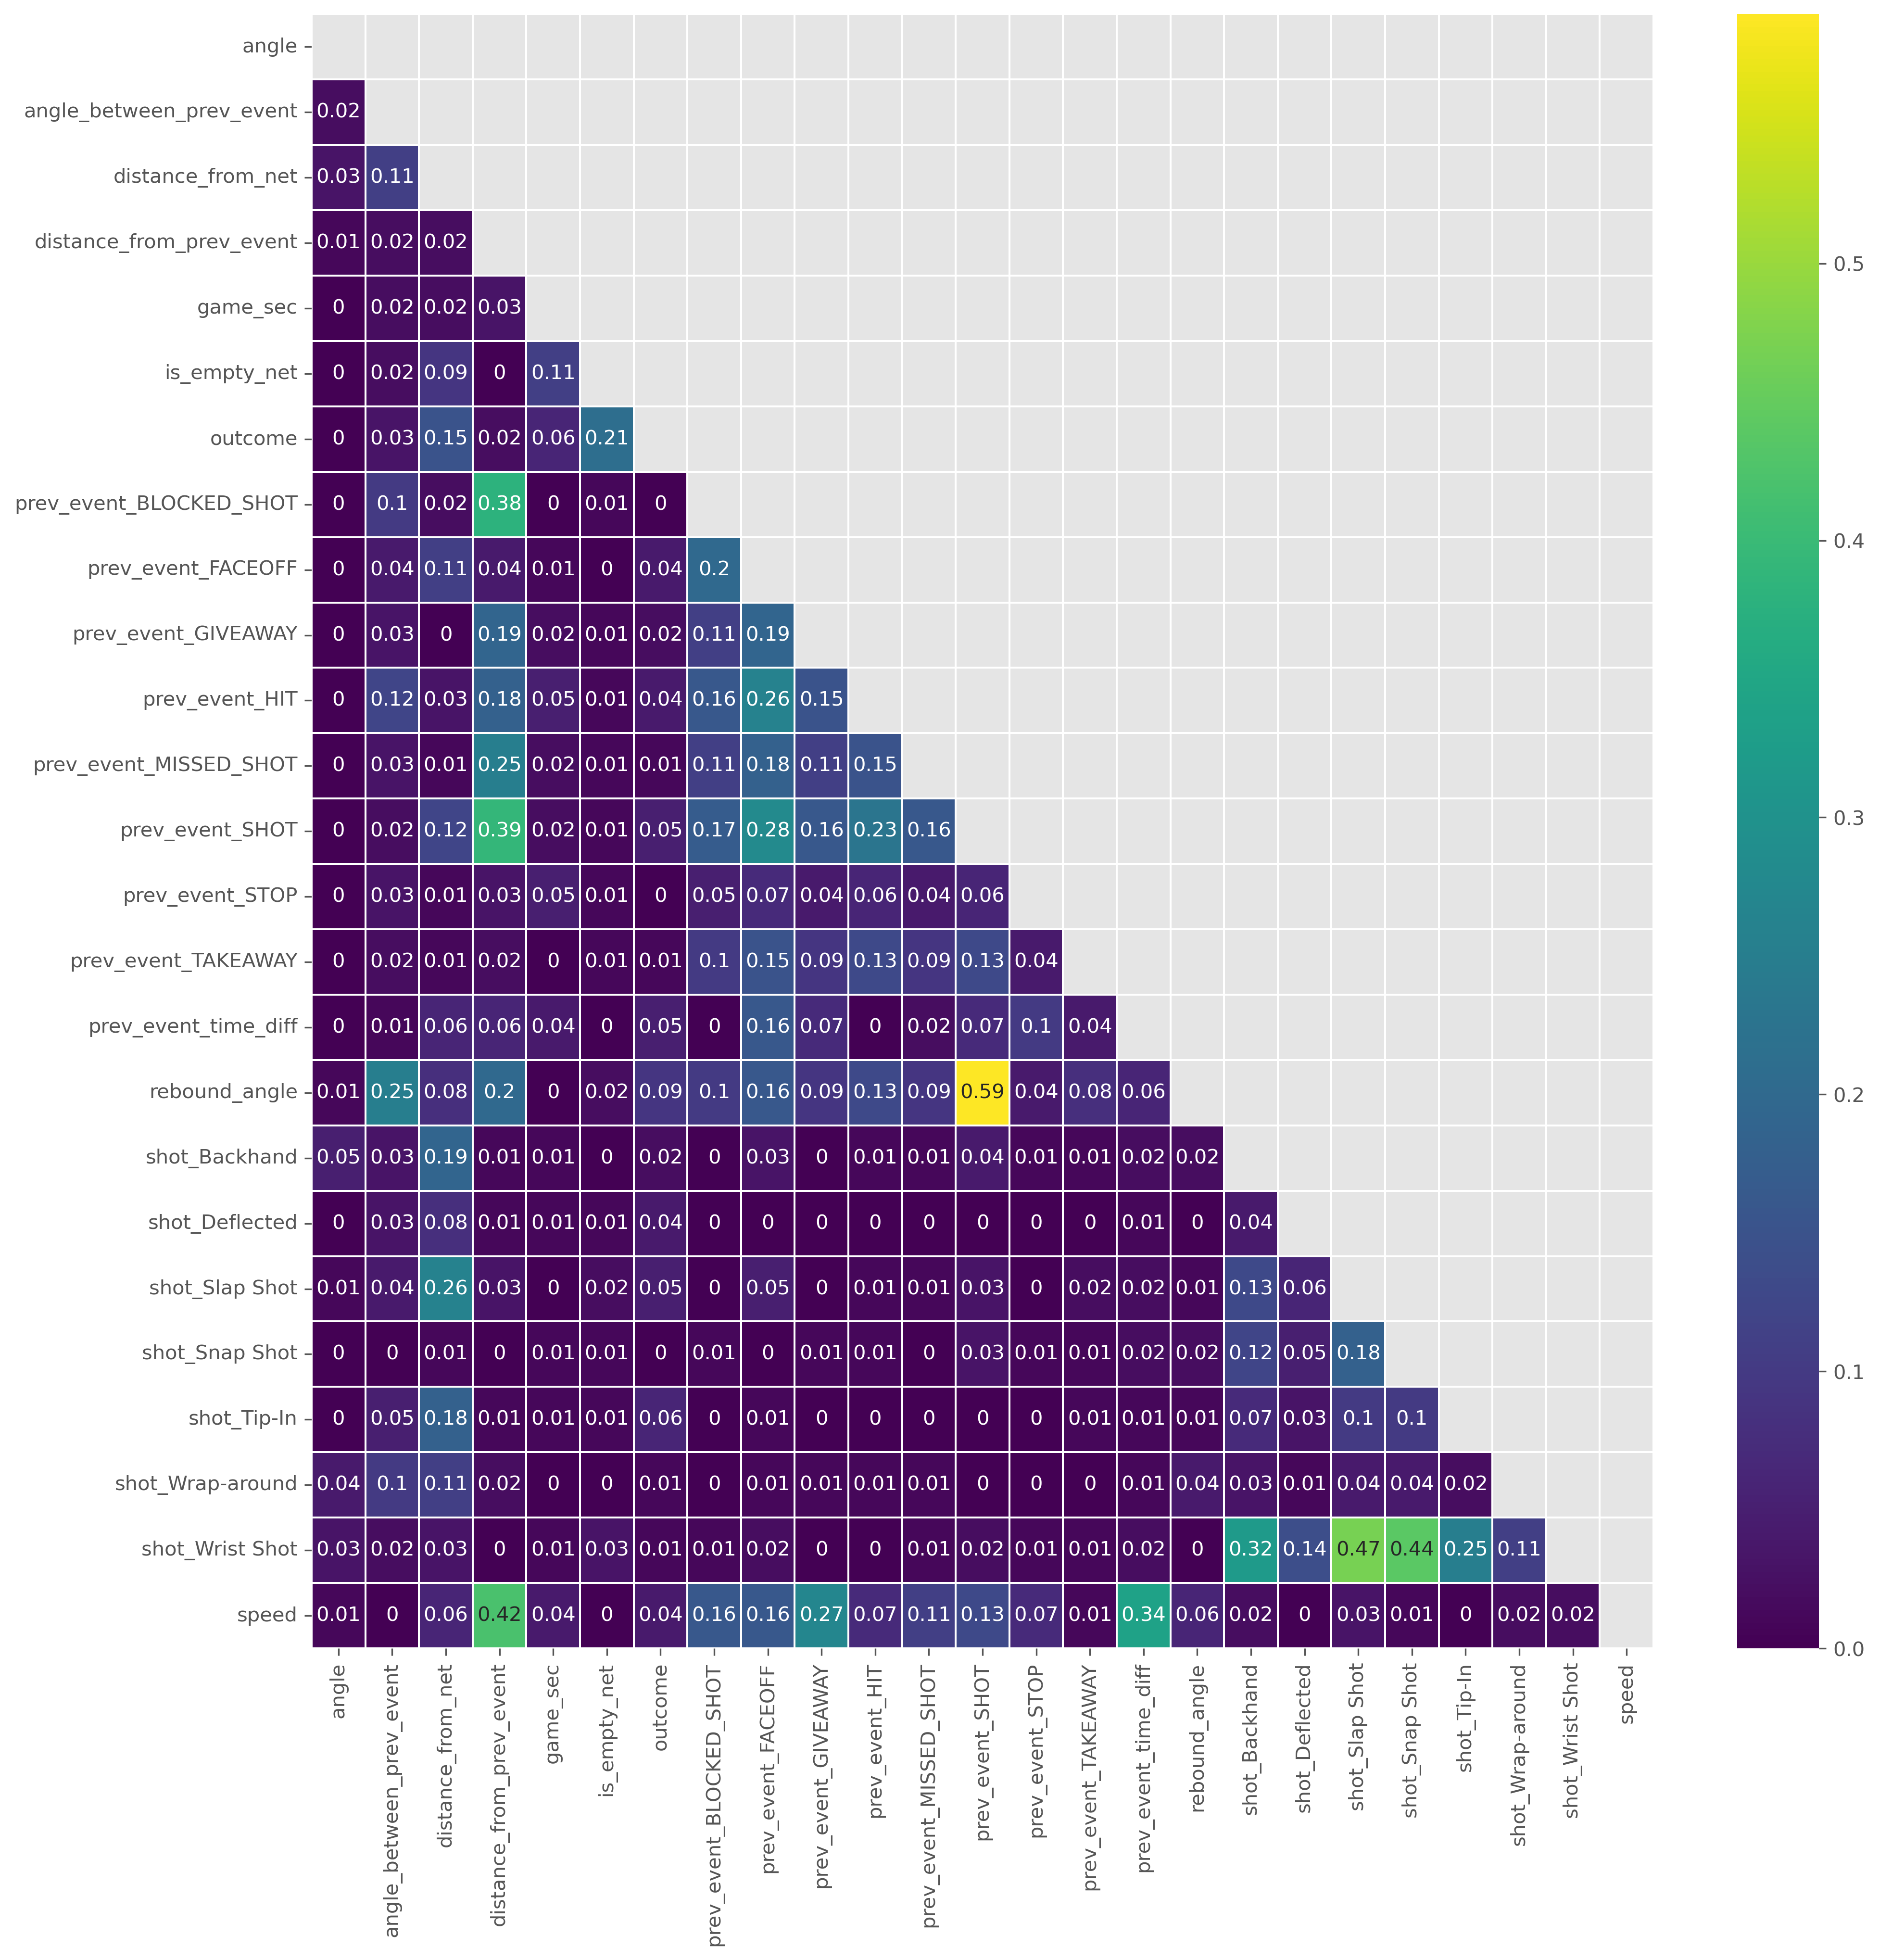 angle
angle_between_prev_event 0.02
distance_from_net 0.03 0.11
0.5
distance_from_prev_event 0.01 0.02 0.02
game_sec 0 0.02 0.02 0.03
is_empty_net 0 0.02 0.09 0 0.11
outcome 0 0.03 0.15 0.02 0.06 0.21
prev_event_BLOCKED_SHOT 0 0.1 0.02 0.38 0 0.01 0
0.4
prev_event_FACEOFF 0 0.04 0.11 0.04 0.01 0 0.04 0.2
prev_event_GIVEAWAY 0 0.03 0 0.19 0.02 0.01 0.02 0.11 0.19
prev_event_HIT 0 0.12 0.03 0.18 0.05 0.01 0.04 0.16 0.26 0.15
prev_event_MISSED_SHOT 0 0.03 0.01 0.25 0.02 0.01 0.01 0.11 0.18 0.11 0.15
0.3
prev_event_SHOT 0 0.02 0.12 0.39 0.02 0.01 0.05 0.17 0.28 0.16 0.23 0.16
prev_event_STOP 0 0.03 0.01 0.03 0.05 0.01 0 0.05 0.07 0.04 0.06 0.04 0.06
prev_event_TAKEAWAY 0 0.02 0.01 0.02 0 0.01 0.01 0.1 0.15 0.09 0.13 0.09 0.13 0.04
prev_event_time_diff 0 0.01 0.06 0.06 0.04 0 0.05 0 0.16 0.07 0 0.02 0.07 0.1 0.04
rebound_angle 0.01 0.25 0.08 0.2 0 0.02 0.09 0.1 0.16 0.09 0.13 0.09 0.59 0.04 0.08 0.06
0.2
shot_Backhand 0.05 0.03 0.19 0.01 0.01 0 0.02 0 0.03 0 0.01 0.01 0.04 0.01 0.01 0.02 0.02
shot_Deflected 0 0.03 0.08 0.01 0.01 0.01 0.04 0 0 0 0 0 0 0 0 0.01 0 0.04
shot_Slap Shot 0.01 0.04 0.26 0.03 0 0.02 0.05 0 0.05 0 0.01 0.01 0.03 0 0.02 0.02 0.01 0.13 0.06
shot_Snap Shot 0 0 0.01 0 0.01 0.01 0 0.01 0 0.01 0.01 0 0.03 0.01 0.01 0.02 0.02 0.12 0.05 0.18
0.1
shot_Tip-In 0 0.05 0.18 0.01 0.01 0.01 0.06 0 0.01 0 0 0 0 0 0.01 0.01 0.01 0.07 0.03 0.1 0.1
shot_Wrap-around 0.04 0.1 0.11 0.02 0 0 0.01 0 0.01 0.01 0.01 0.01 0 0 0 0.01 0.04 0.03 0.01 0.04 0.04 0.02
shot_Wrist Shot 0.03 0.02 0.03 0 0.01 0.03 0.01 0.01 0.02 0 0 0.01 0.02 0.01 0.01 0.02 0 0.32 0.14 0.47 0.44 0.25 0.11
speed 0.01 0 0.06 0.42 0.04 0 0.04 0.16 0.16 0.27 0.07 0.11 0.13 0.07 0.01 0.34 0.06 0.02 0 0.03 0.01 0 0.02 0.02
0.0
angle
angle_between_prev_event
distance_from_net
distance_from_prev_event
game_sec
is_empty_net
outcome
prev_event_BLOCKED_SHOT
prev_event_FACEOFF
prev_event_GIVEAWAY
prev_event_HIT
prev_event_MISSED_SHOT
prev_event_SHOT
prev_event_STOP
prev_event_TAKEAWAY
prev_event_time_diff
rebound_angle
shot_Backhand
shot_Deflected
shot_Slap Shot
shot_Snap Shot
shot_Tip-In
shot_Wrap-around
shot_Wrist Shot
speed